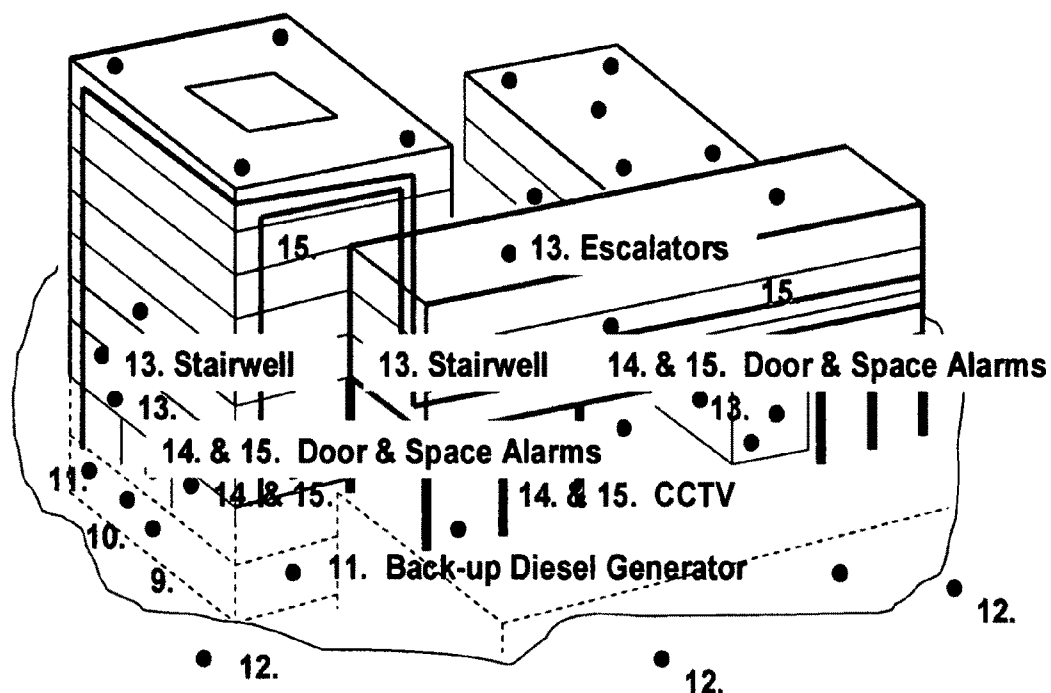 15.
13. Escalators
15.
13. Stairwell
13. Stairwell
14. & 15. Door & Space Alarms
13.
13.
14. & 15. Door & Space Alarms
11.
14. & 15.
14. & 15. CCTV
10.
9.
11. Back-up Diesel Generator
12.
12.
12.